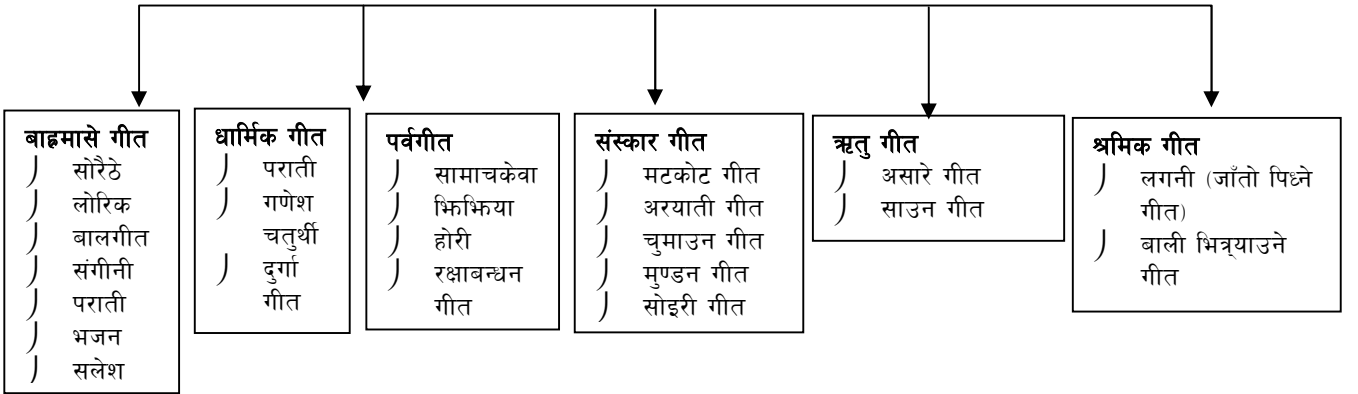 बाह्रमासे गीत
सोरैठे
लोरिक
बालगीत
संगीनी
पराती
भजन
सलेश
धार्मिक गीत
पराती
गणेश
चतुर्थी
दुर्गा
गीत
पर्वगीत
सामाचकेवा
झिझिया
होरी
रक्षाबन्धन
गीत
संस्कार गीत
मटकोट गीत
अरयाती गीत
चुमाउन गीत
मुण्डन गीत
सोइरी गीत
ऋतु गीत
असारे गीत
साउन गीत
श्रमिक गीत
लगनी (जाँतो पिध्ने
गीत)
बाली भित्र्याउने
गीत